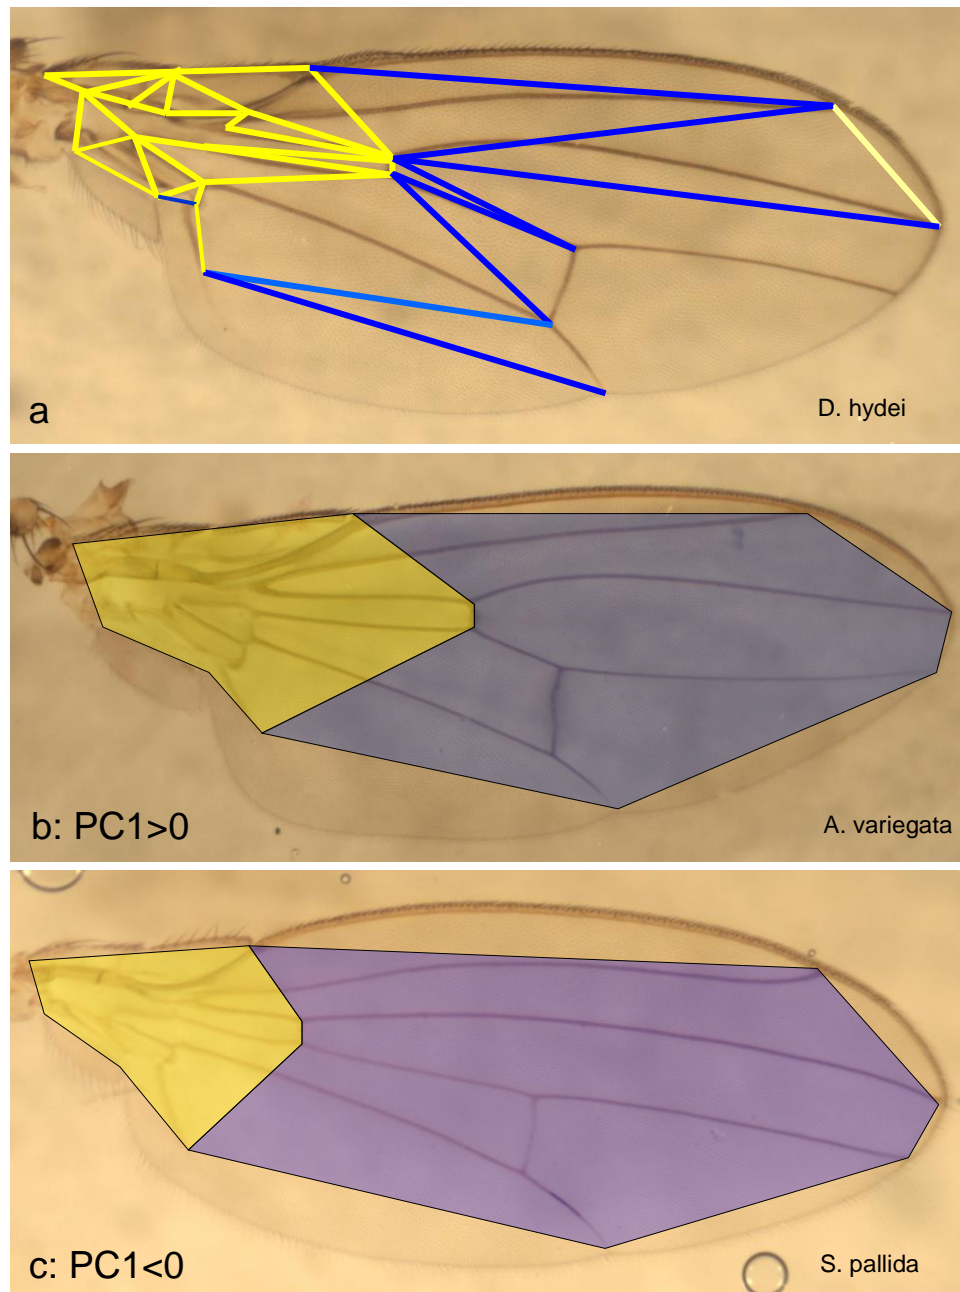 a
D. hydei
b: PC1>0
A. variegata
c: PC1<0
S. pallida